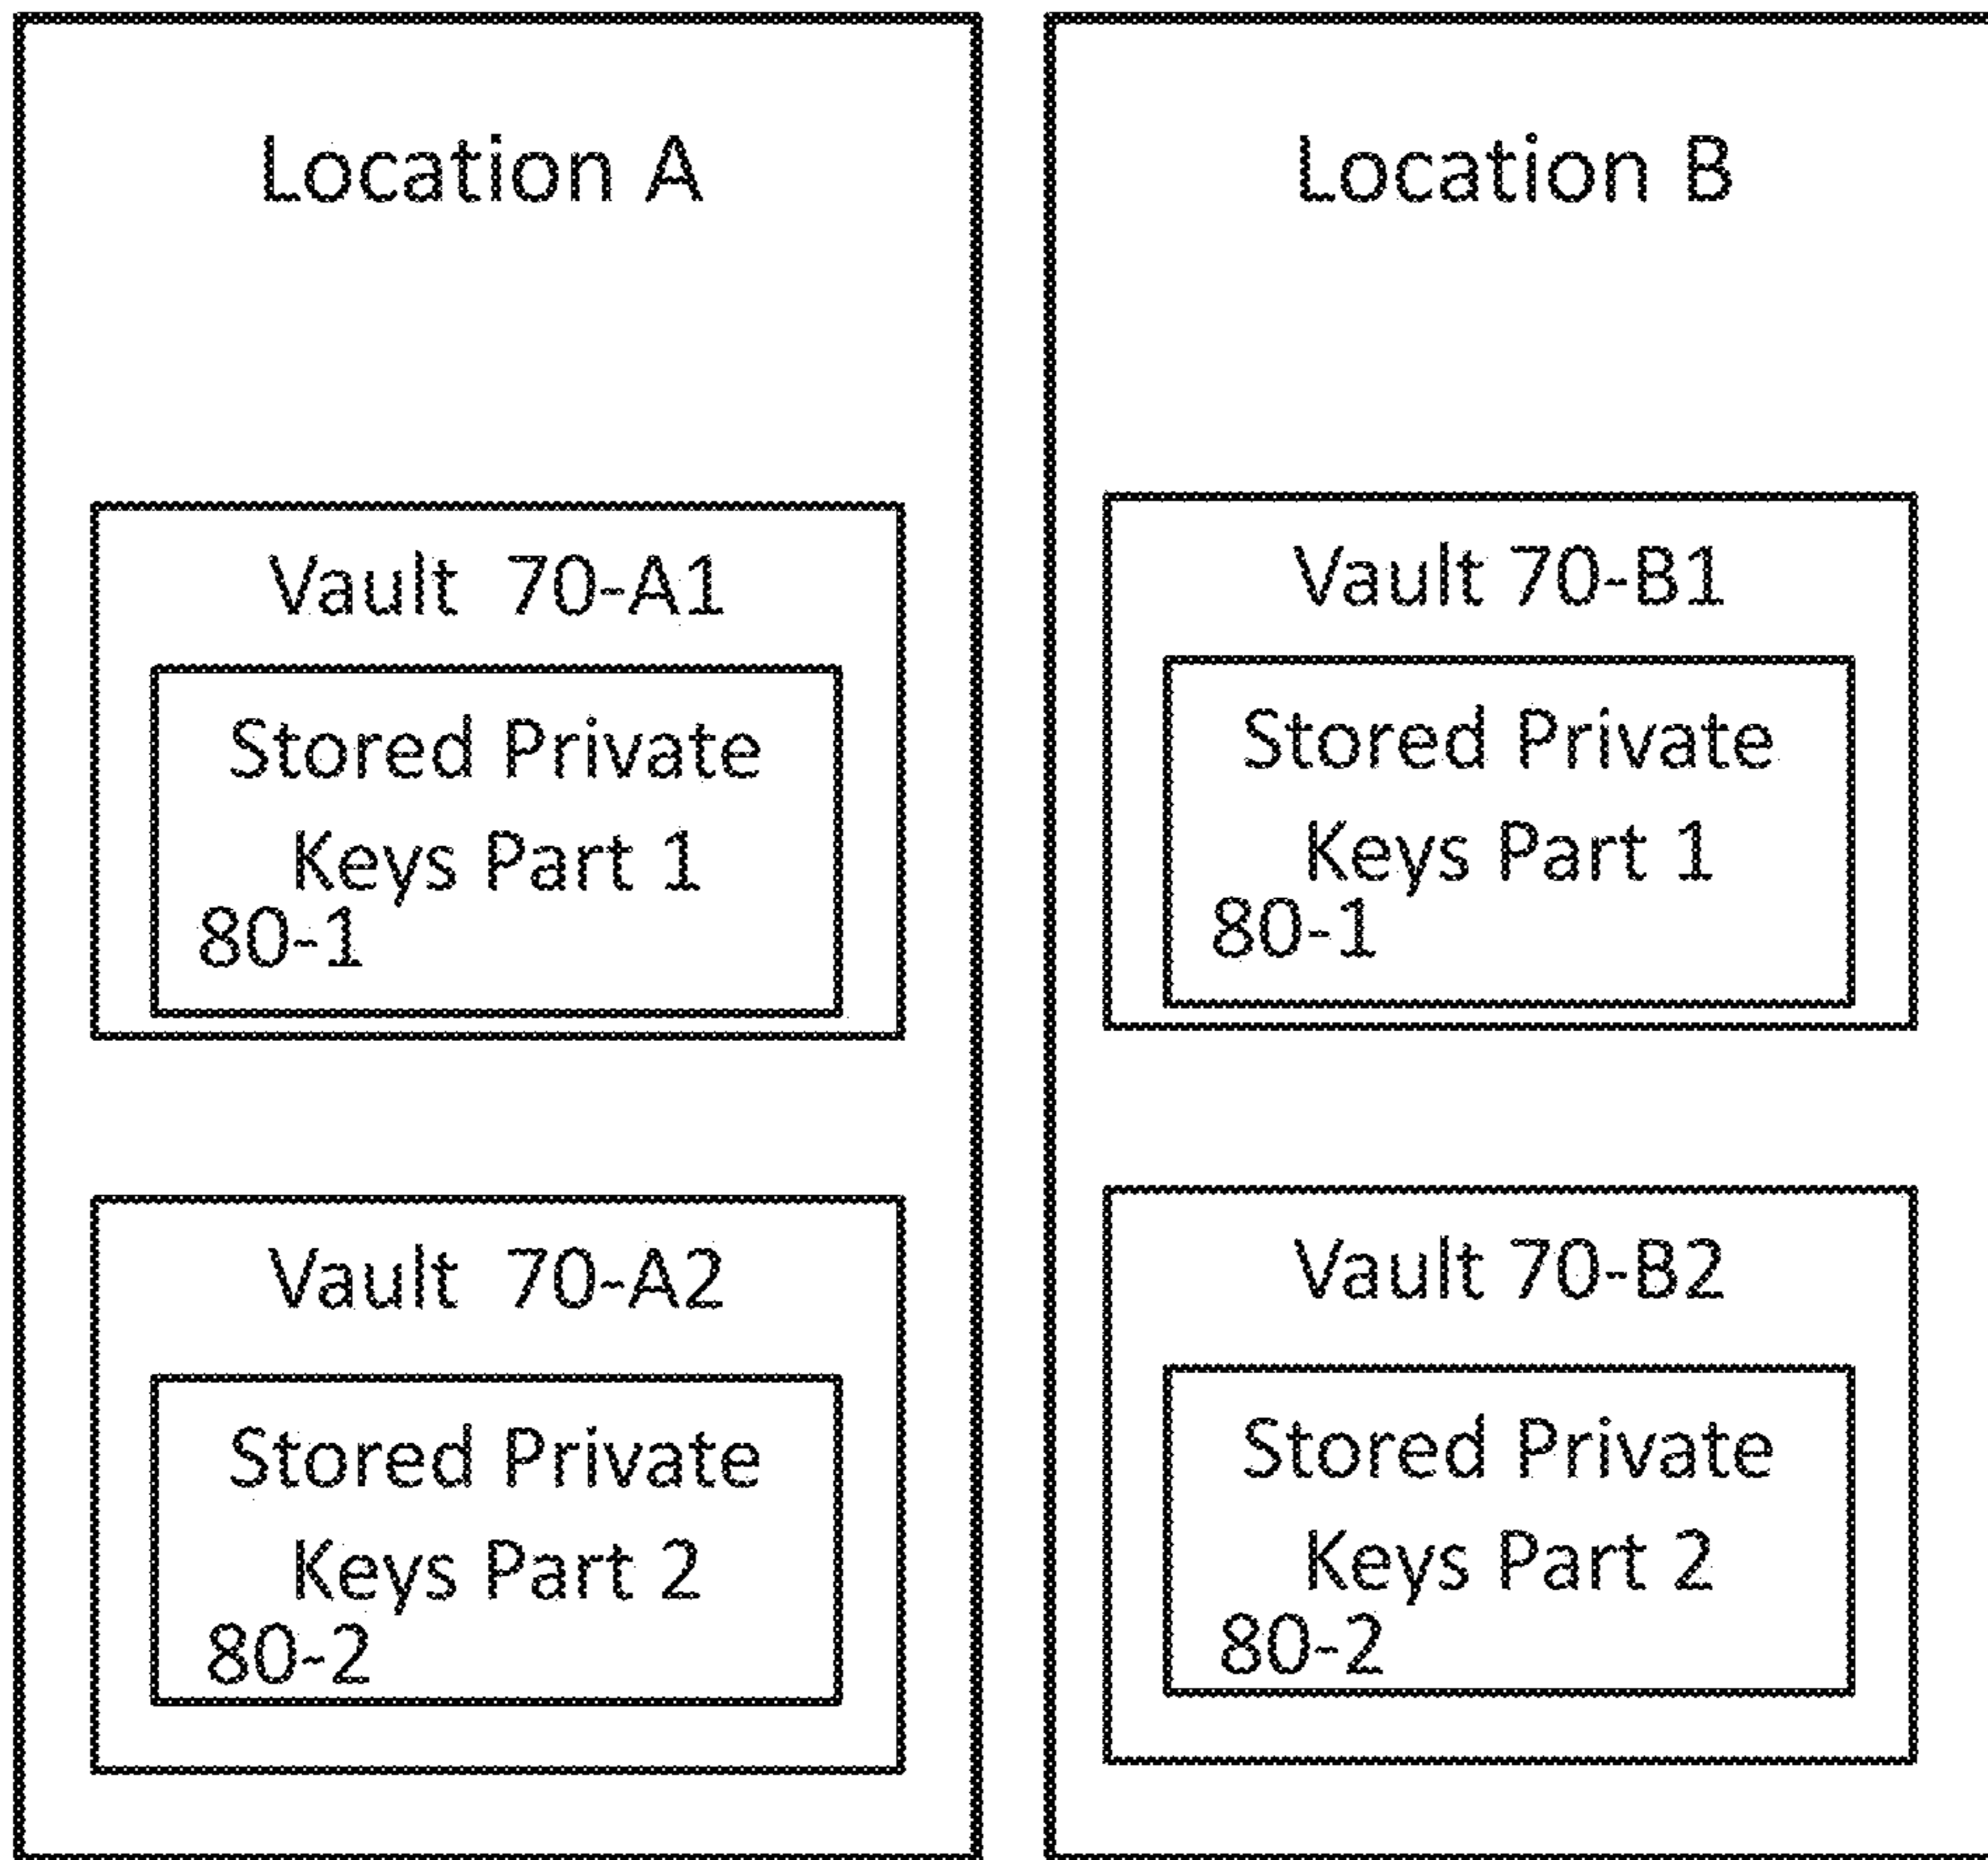 Location A
Vault 70-A1
Stored Private
Keys Part 1
80-1
Vault 70-A2
Stored Private
Keys Part 2
80-2
Location B
Vault 70-B1
Stored Private
Keys Part 1
80-1
Vault 70-B2
Stored Private
Keys Part 2
80-2